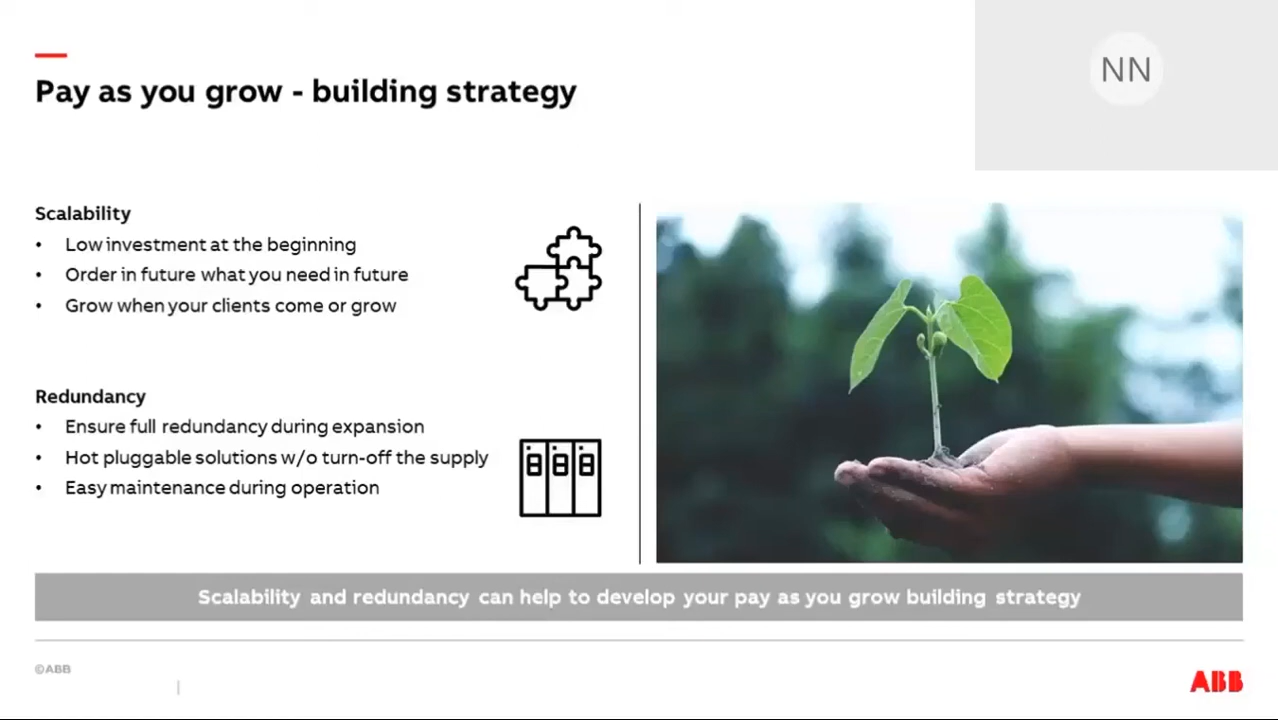 NN
Pay as you grow - building strategy
Scalability
• Low investment at the beginning
• Order in future what you need in future
• Grow when your clients come or grow
Redundancy
• Ensure full redundancy during expansion
• Hot pluggable solutions w/o turn-off the supply
• Easy maintenance during operation
Scalability and redundancy can help to develop your pay as you grow building strategy
©ABB
ABB